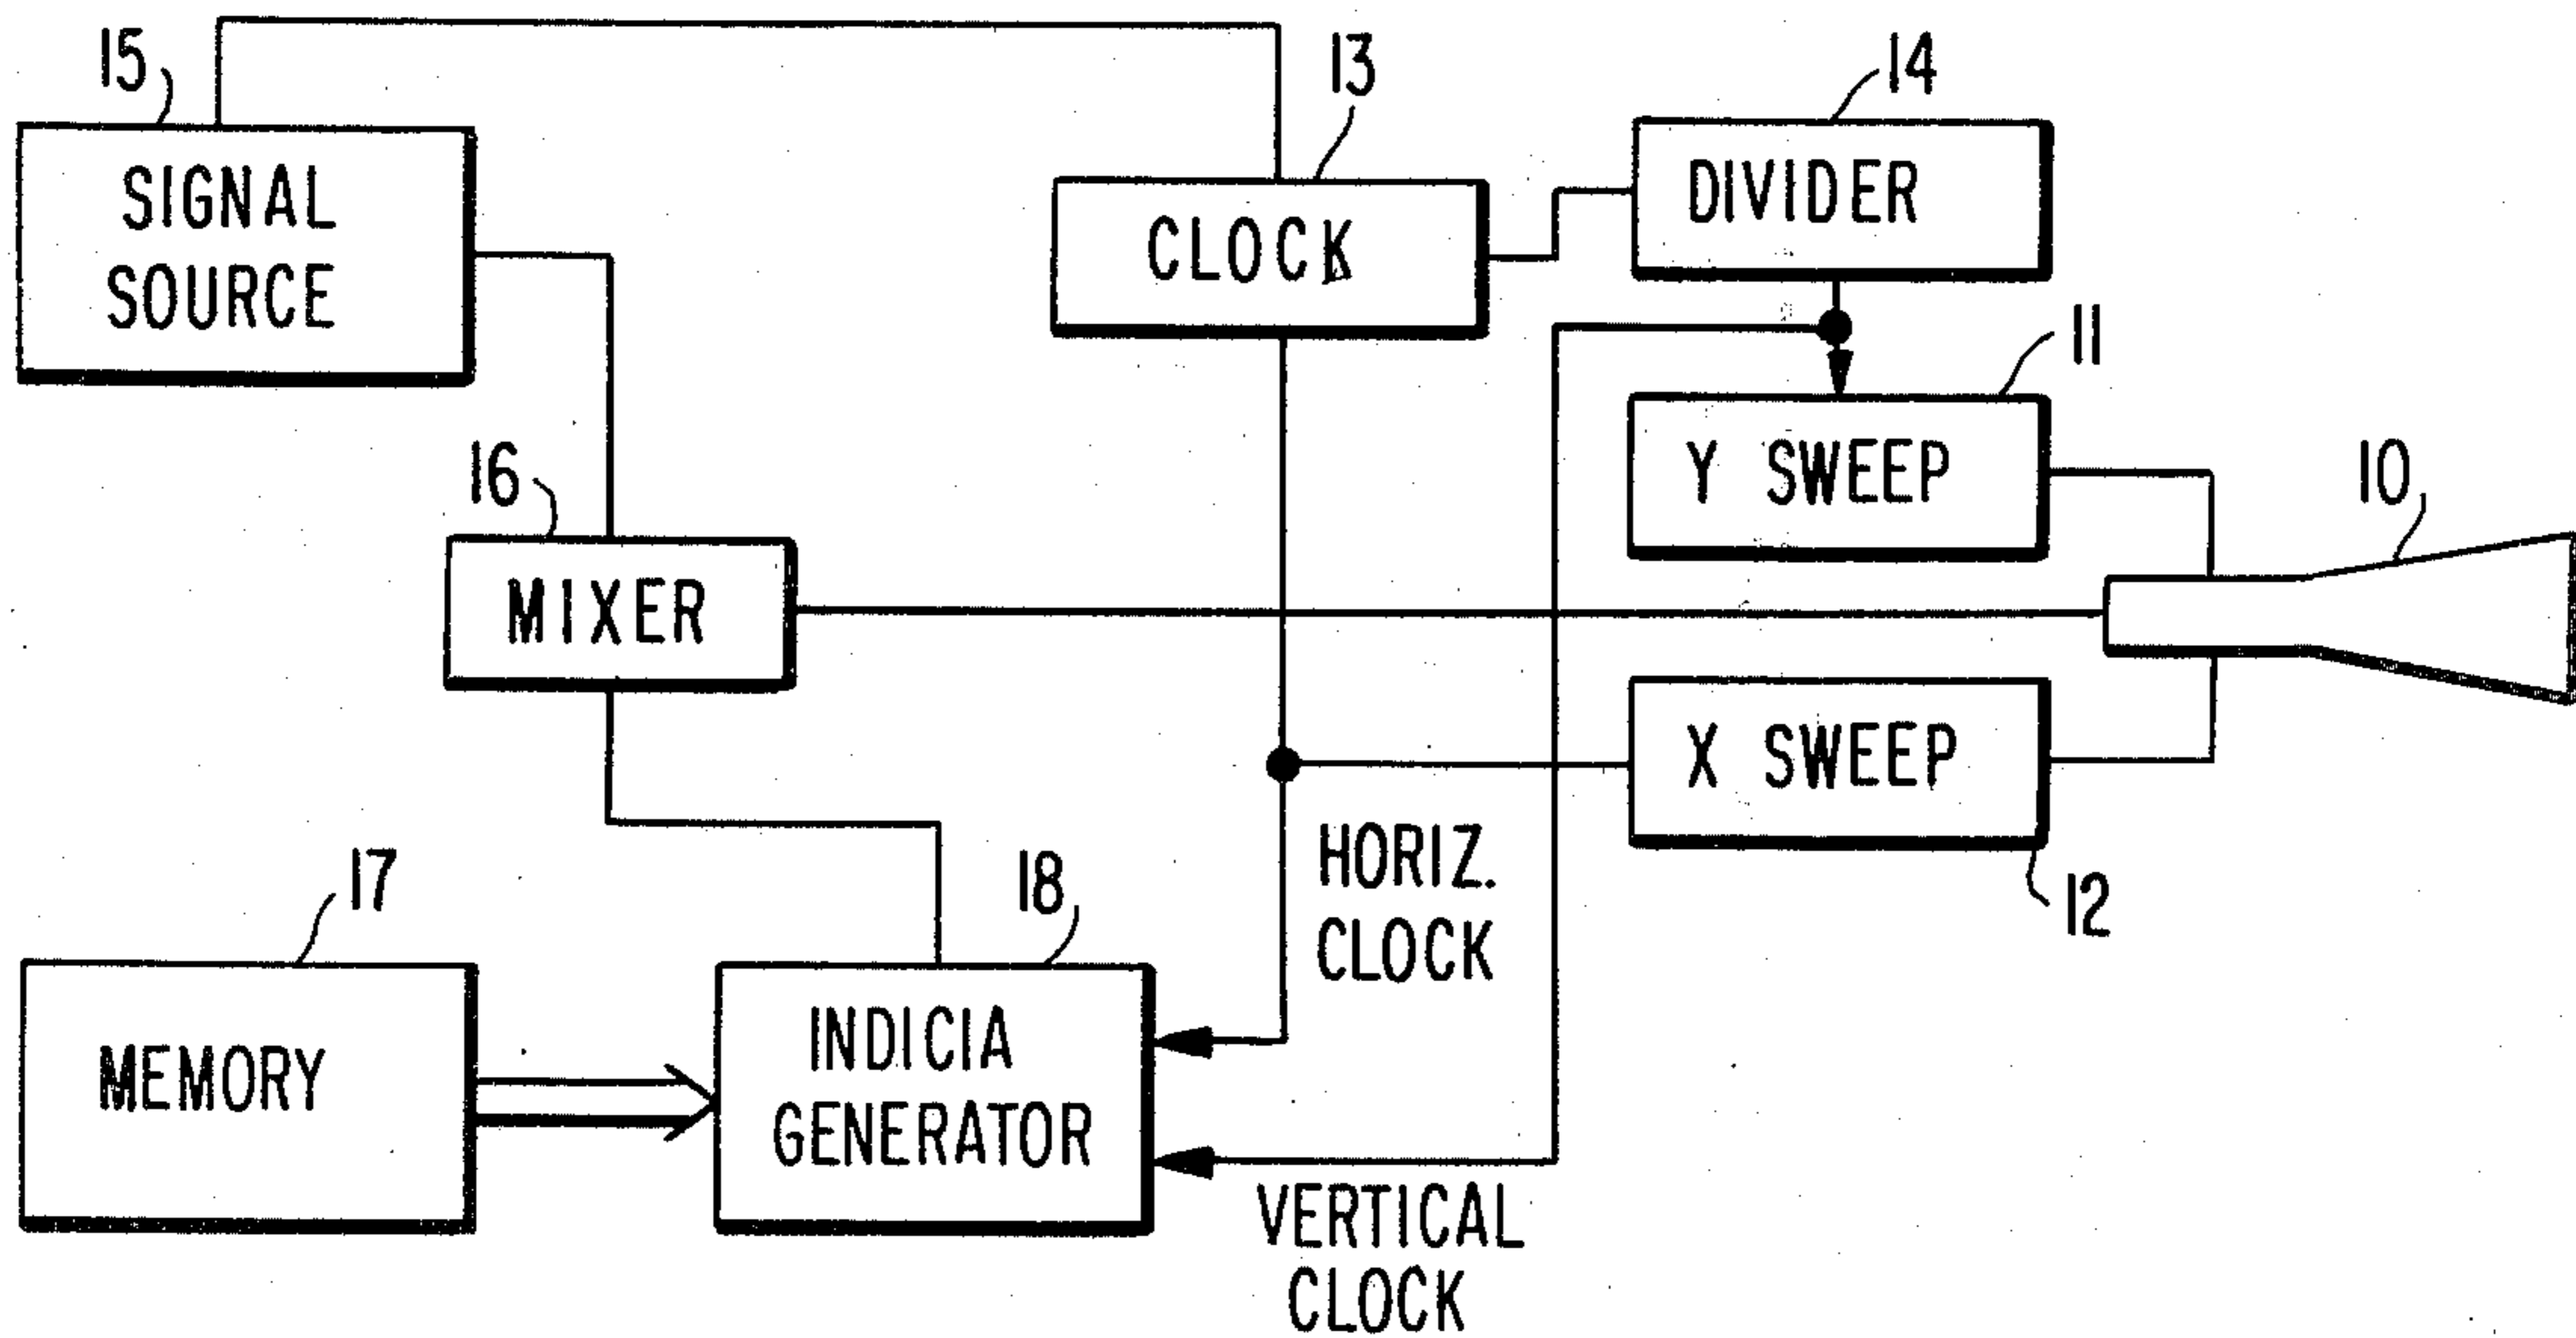 15
13
14
SIGNAL
SOURCE
CLOCK
DIVIDER
11
Y SWEEP
10
16
MIXER
X SWEEP
12
HORIZ.
CLOCK
17
18
MEMORY
INDICIA
GENERATOR
VERTICAL
CLOCK